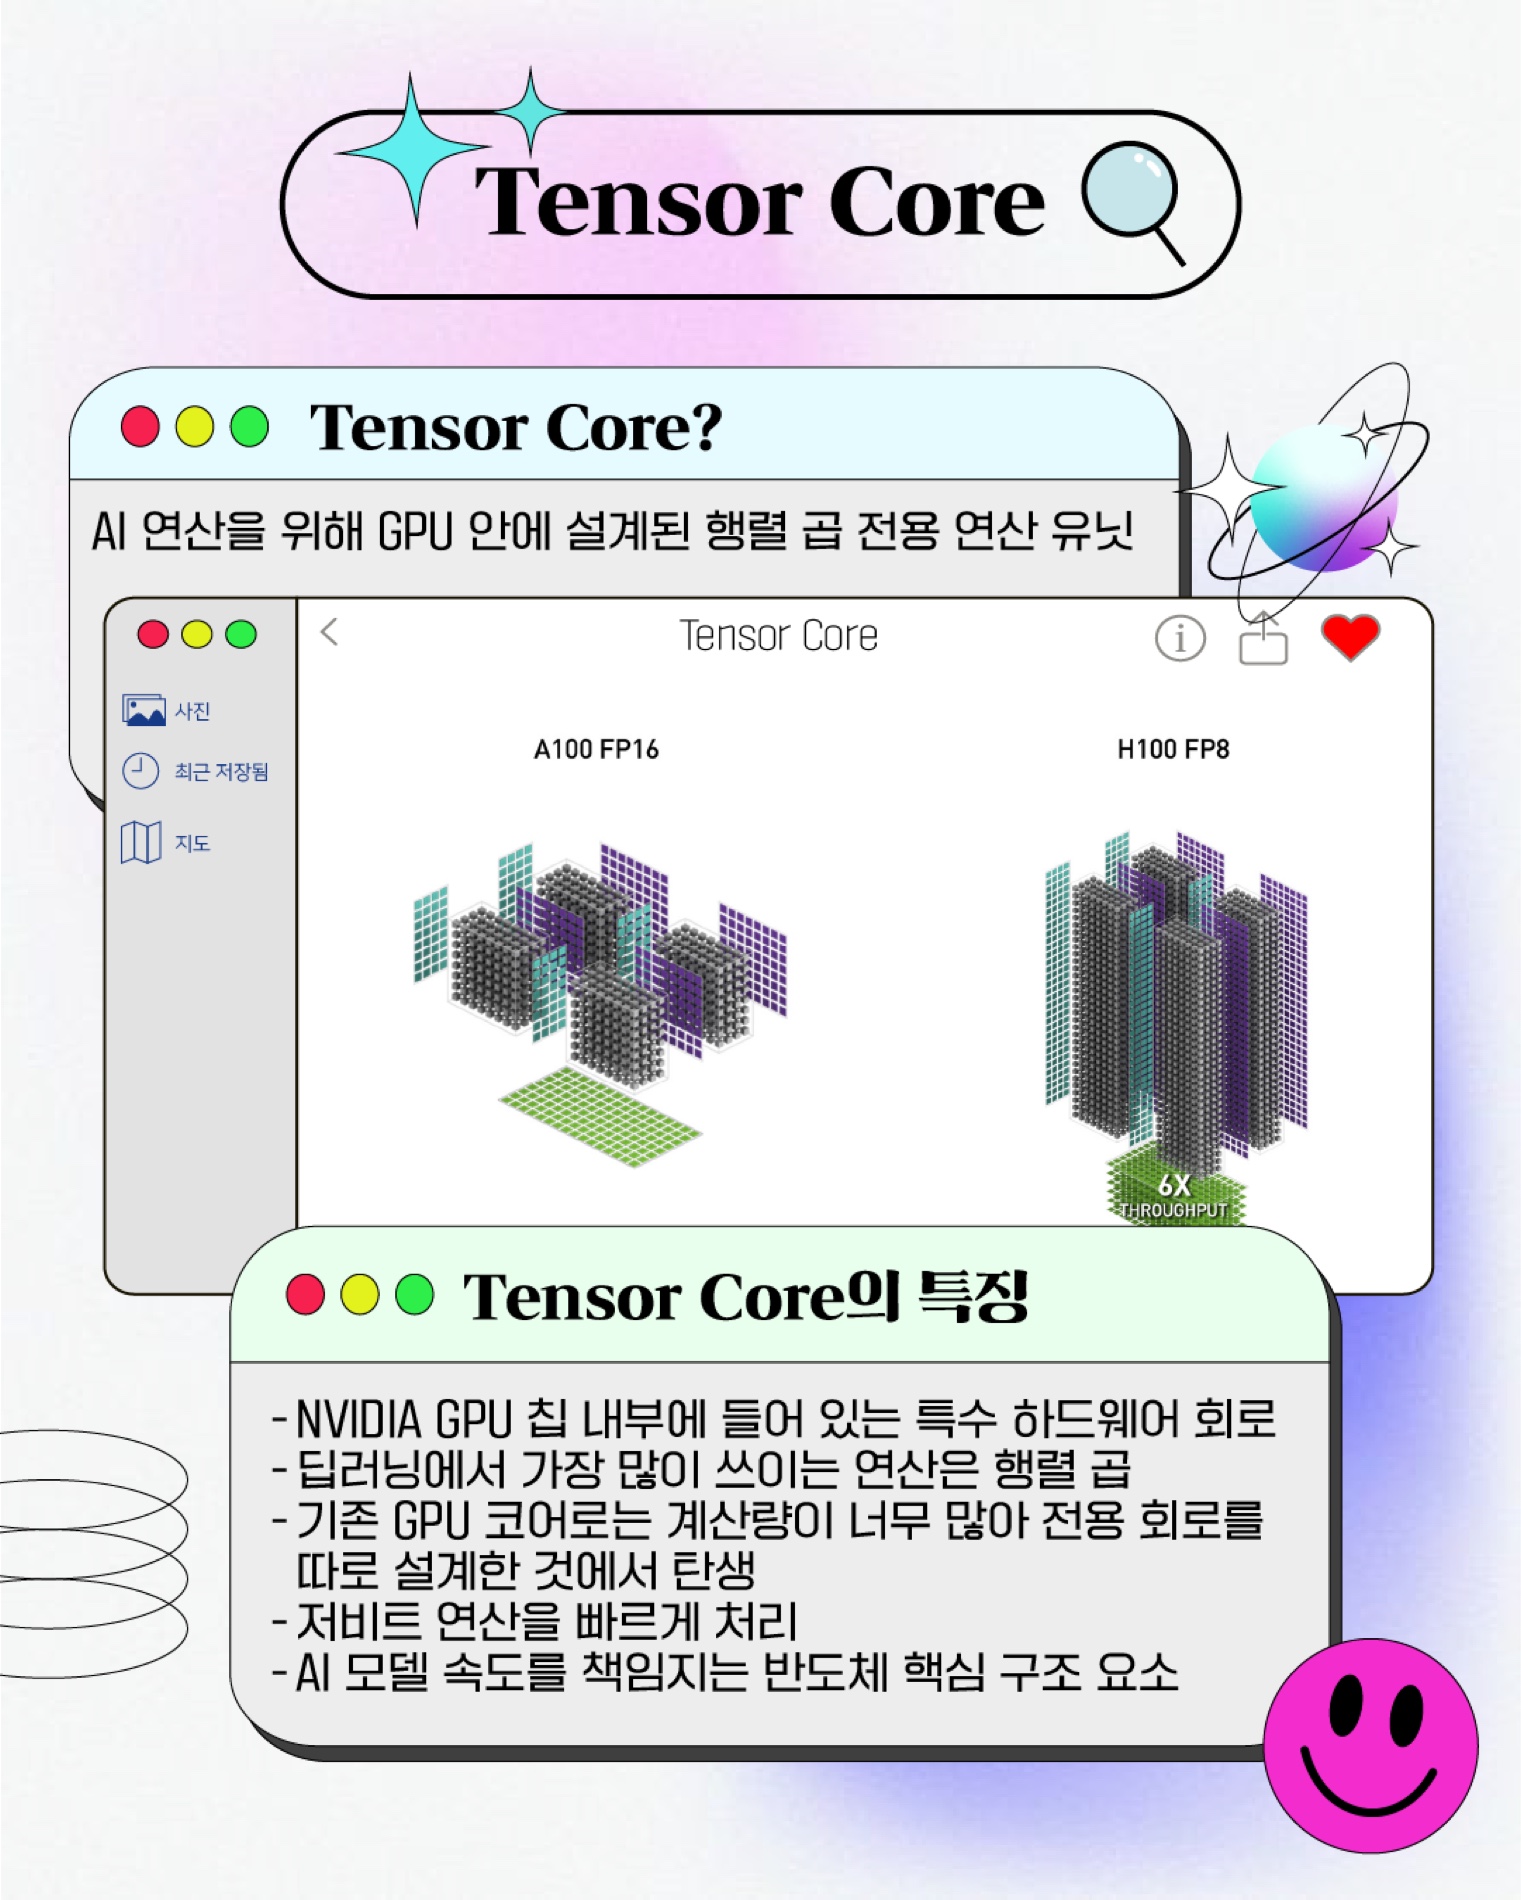 Tensor Core
Tensor Core?
AI 연산을 위해 GPU 안에 설계된 행렬 곱 전용 연산 유닛
Tensor Core
사진
최근 저장됨
지도
A100 FP16
H100 FP8
6X
THROUGHPUT
Tensor Core의 특징
- NVIDIA GPU 칩 내부에 들어 있는 특수 하드웨어 회로
- 딥러닝에서 가장 많이 쓰이는 연산은 행렬 곱
- 기존 GPU 코어로는 계산량이 너무 많아 전용 회로를
따로 설계한 것에서 탄생
- 저비트 연산을 빠르게 처리
- AI 모델 속도를 책임지는 반도체 핵심 구조 요소